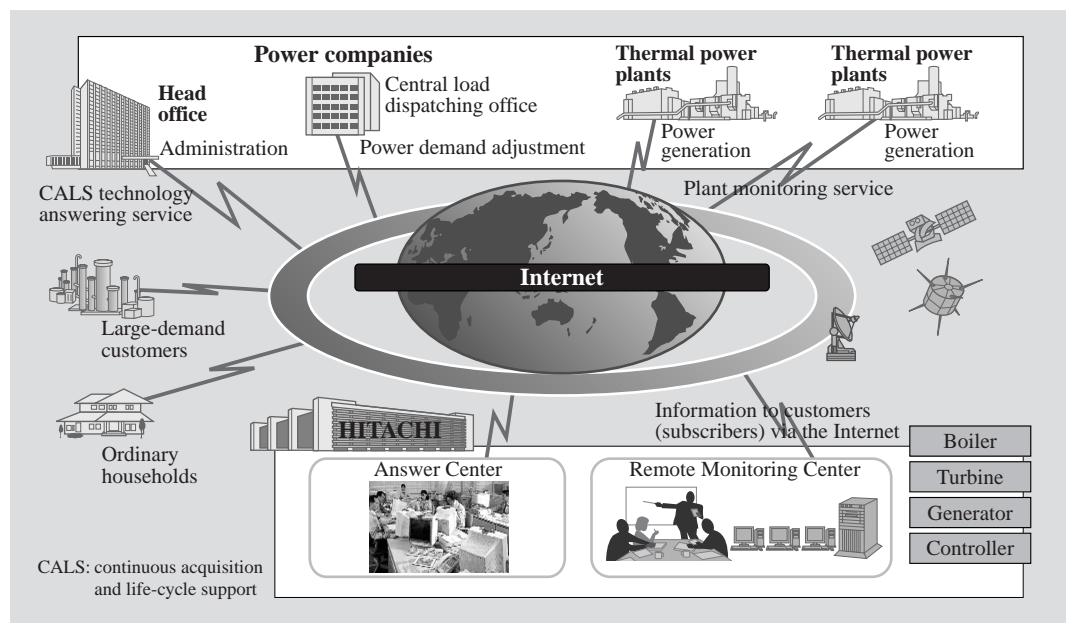 Power companies
Thermal power
plants
Thermal power
plants
Head
office
Central load
dispatching office
Administration
Power demand adjustment
Power
generation
Power
generation
CALS technology
answering service
Plant monitoring service
Internet
Large-demand
customers
Ordinary
households
HITACHI
Information to customers
(subscribers) via the Internet
Answer Center
Remote Monitoring Center
Boiler
Turbine
Generator
Controller
CALS: continuous acquisition
and life-cycle support